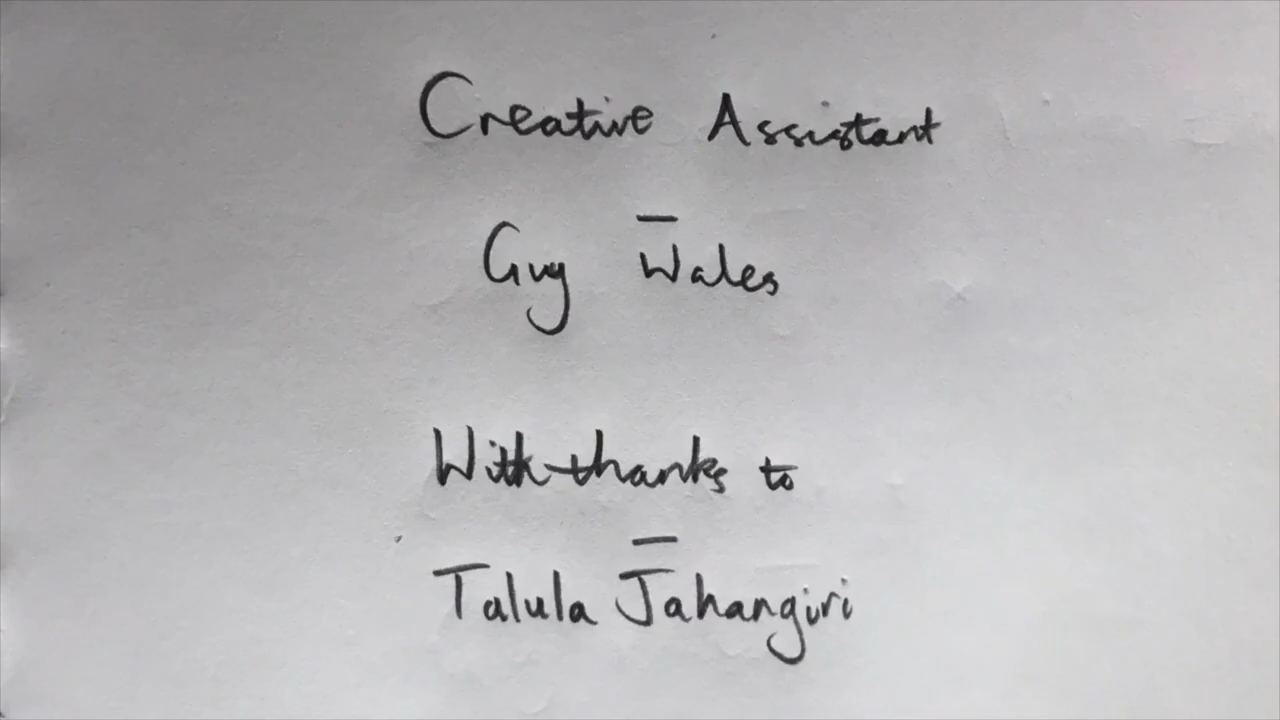 Creative Assistant
—
Guy Wales
With thanks to
—
Talula Jahangiri